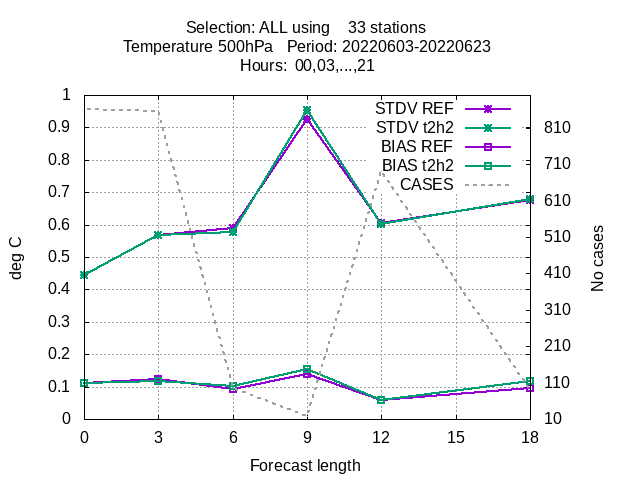 Selection: ALL using 33 stations
Temperature 500hPa Period: 20220603-20220623
Hours: 00,03,...,21
STDV REF
STDV t2h2
BIAS REF
BIAS t2h2
CASES
deg C
1
0.9
0.8
0.7
0.6
0.5
0.4
0.3
0.2
0.1
0
810
710
610
510
410
310
210
110
10
No cases
0 3 6 9 12 15 18
Forecast length